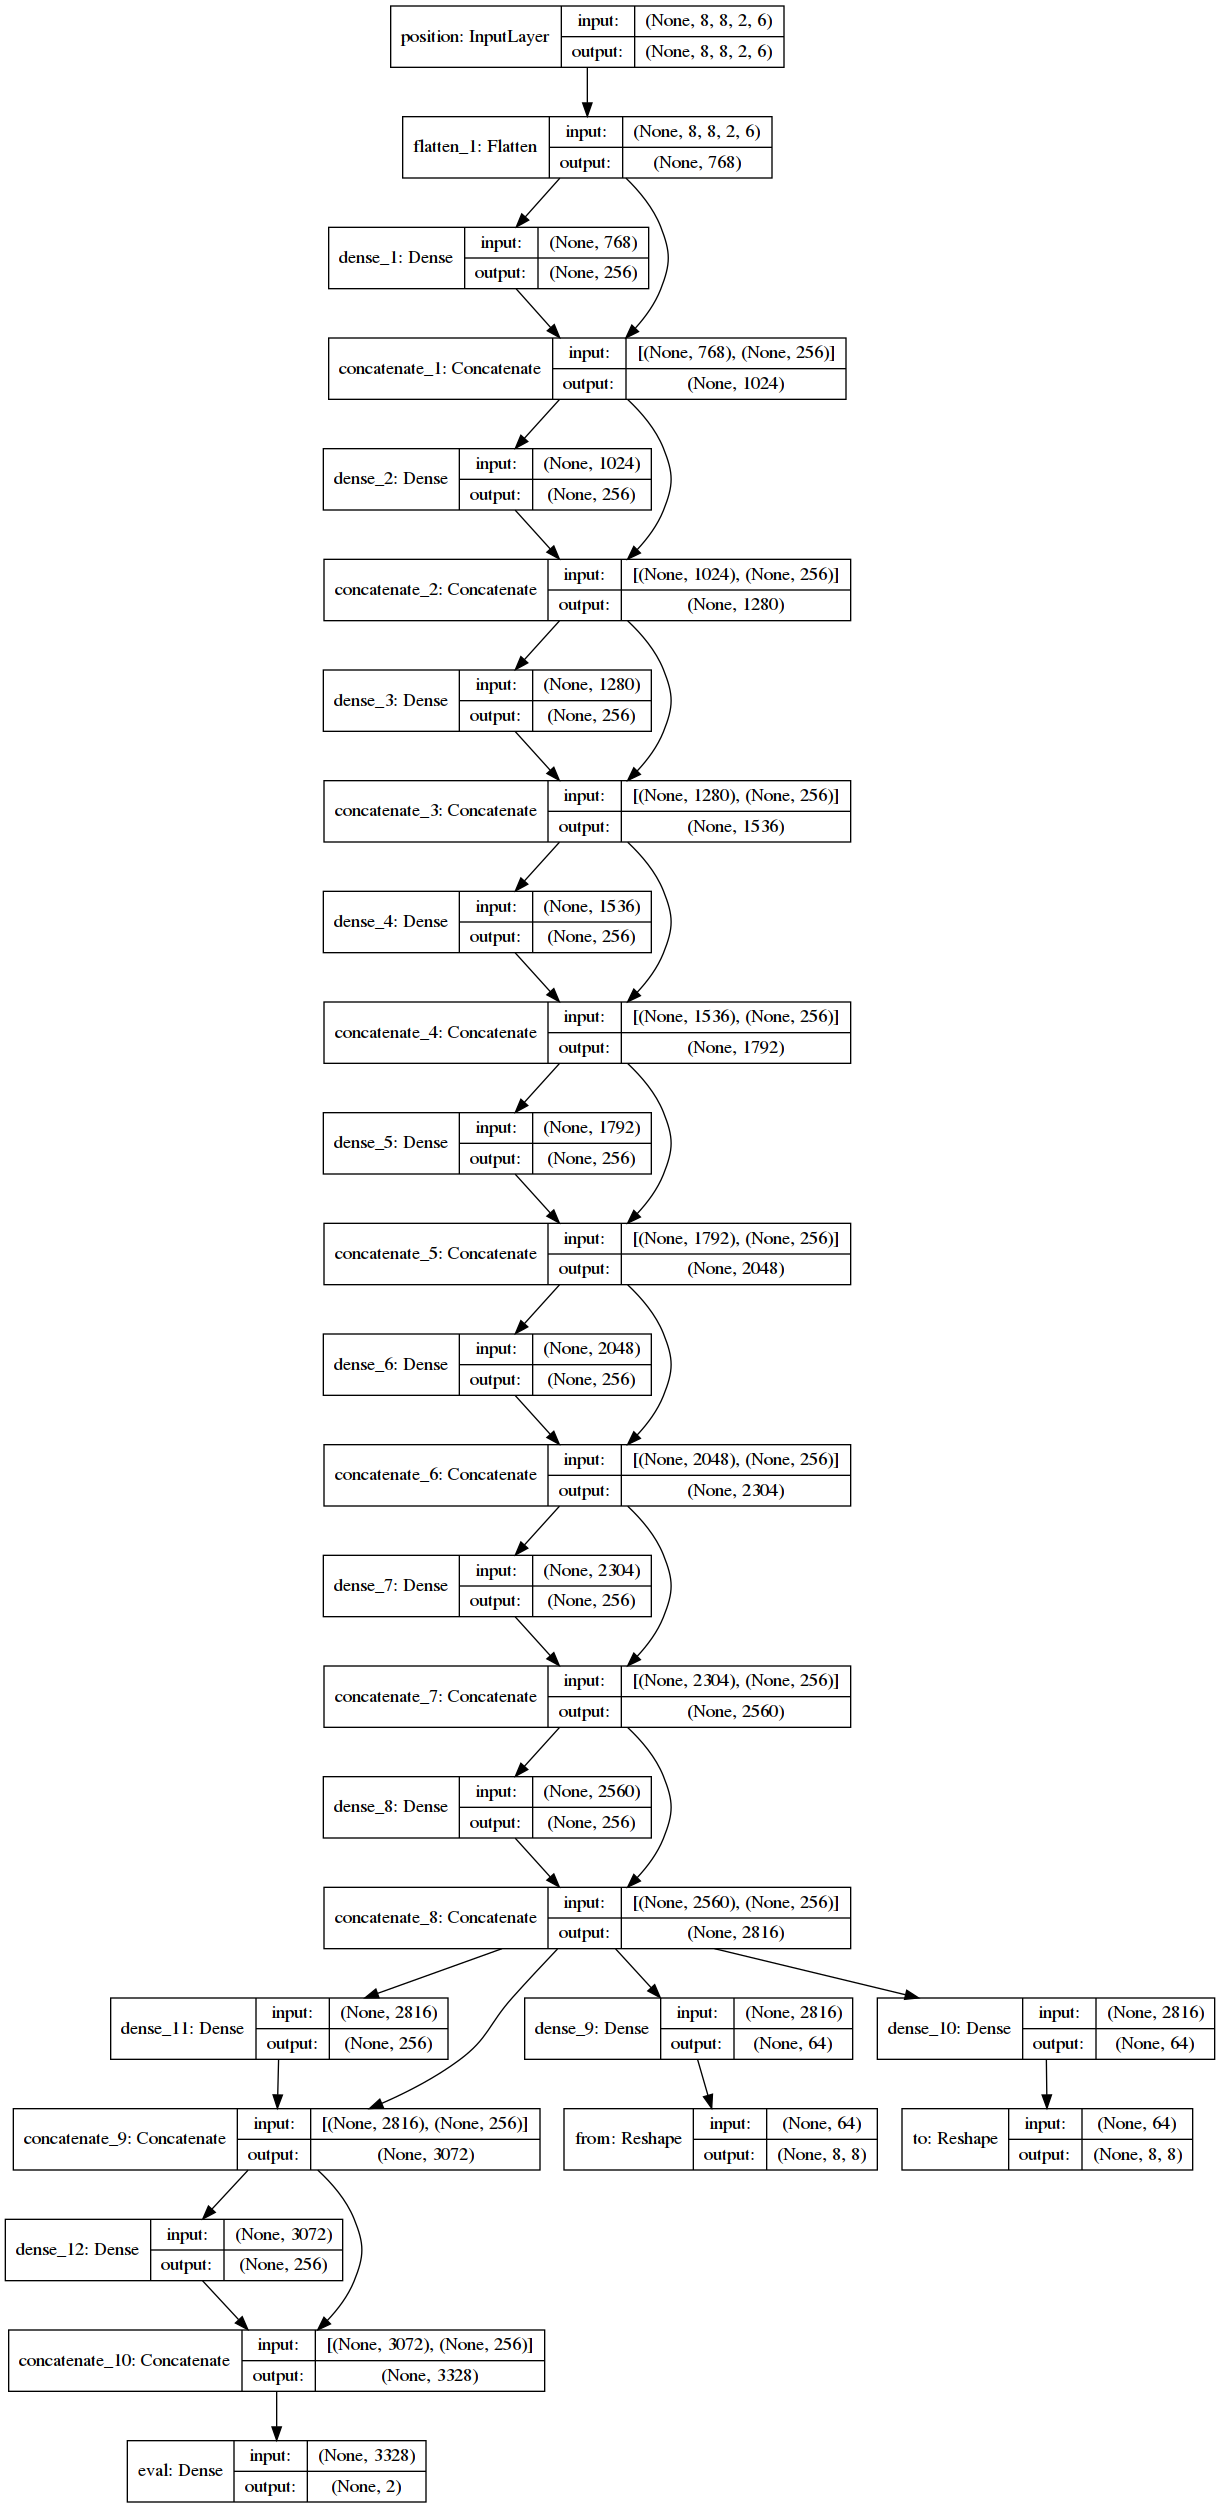 position: InputLayer
input: (None, 8, 8, 2, 6)
output: (None, 8, 8, 2, 6)
flatten_1: Flatten
input: (None, 8, 8, 2, 6)
output: (None, 768)
dense_1: Dense
input: (None, 768)
output: (None, 256)
concatenate_1: Concatenate
input: [(None, 768), (None, 256)]
output: (None, 1024)
dense_2: Dense
input: (None, 1024)
output: (None, 256)
concatenate_2: Concatenate
input: [(None, 1024), (None, 256)]
output: (None, 1280)
dense_3: Dense
input: (None, 1280)
output: (None, 256)
concatenate_3: Concatenate
input: [(None, 1280), (None, 256)]
output: (None, 1536)
dense_4: Dense
input: (None, 1536)
output: (None, 256)
concatenate_4: Concatenate
input: [(None, 1536), (None, 256)]
output: (None, 1792)
dense_5: Dense
input: (None, 1792)
output: (None, 256)
concatenate_5: Concatenate
input: [(None, 1792), (None, 256)]
output: (None, 2048)
dense_6: Dense
input: (None, 2048)
output: (None, 256)
concatenate_6: Concatenate
input: [(None, 2048), (None, 256)]
output: (None, 2304)
dense_7: Dense
input: (None, 2304)
output: (None, 256)
concatenate_7: Concatenate
input: [(None, 2304), (None, 256)]
output: (None, 2560)
dense_8: Dense
input: (None, 2560)
output: (None, 256)
concatenate_8: Concatenate
input: [(None, 2560), (None, 256)]
output: (None, 2816)
dense_11: Dense
input: (None, 2816)
output: (None, 256)
dense_9: Dense
input: (None, 2816)
output: (None, 64)
dense_10: Dense
input: (None, 2816)
output: (None, 64)
concatenate_9: Concatenate
input: [(None, 2816), (None, 256)]
output: (None, 3072)
from: Reshape
input: (None, 64)
output: (None, 8, 8)
to: Reshape
input: (None, 64)
output: (None, 8, 8)
dense_12: Dense
input: (None, 3072)
output: (None, 256)
concatenate_10: Concatenate
input: [(None, 3072), (None, 256)]
output: (None, 3328)
eval: Dense
input: (None, 3328)
output: (None, 2)